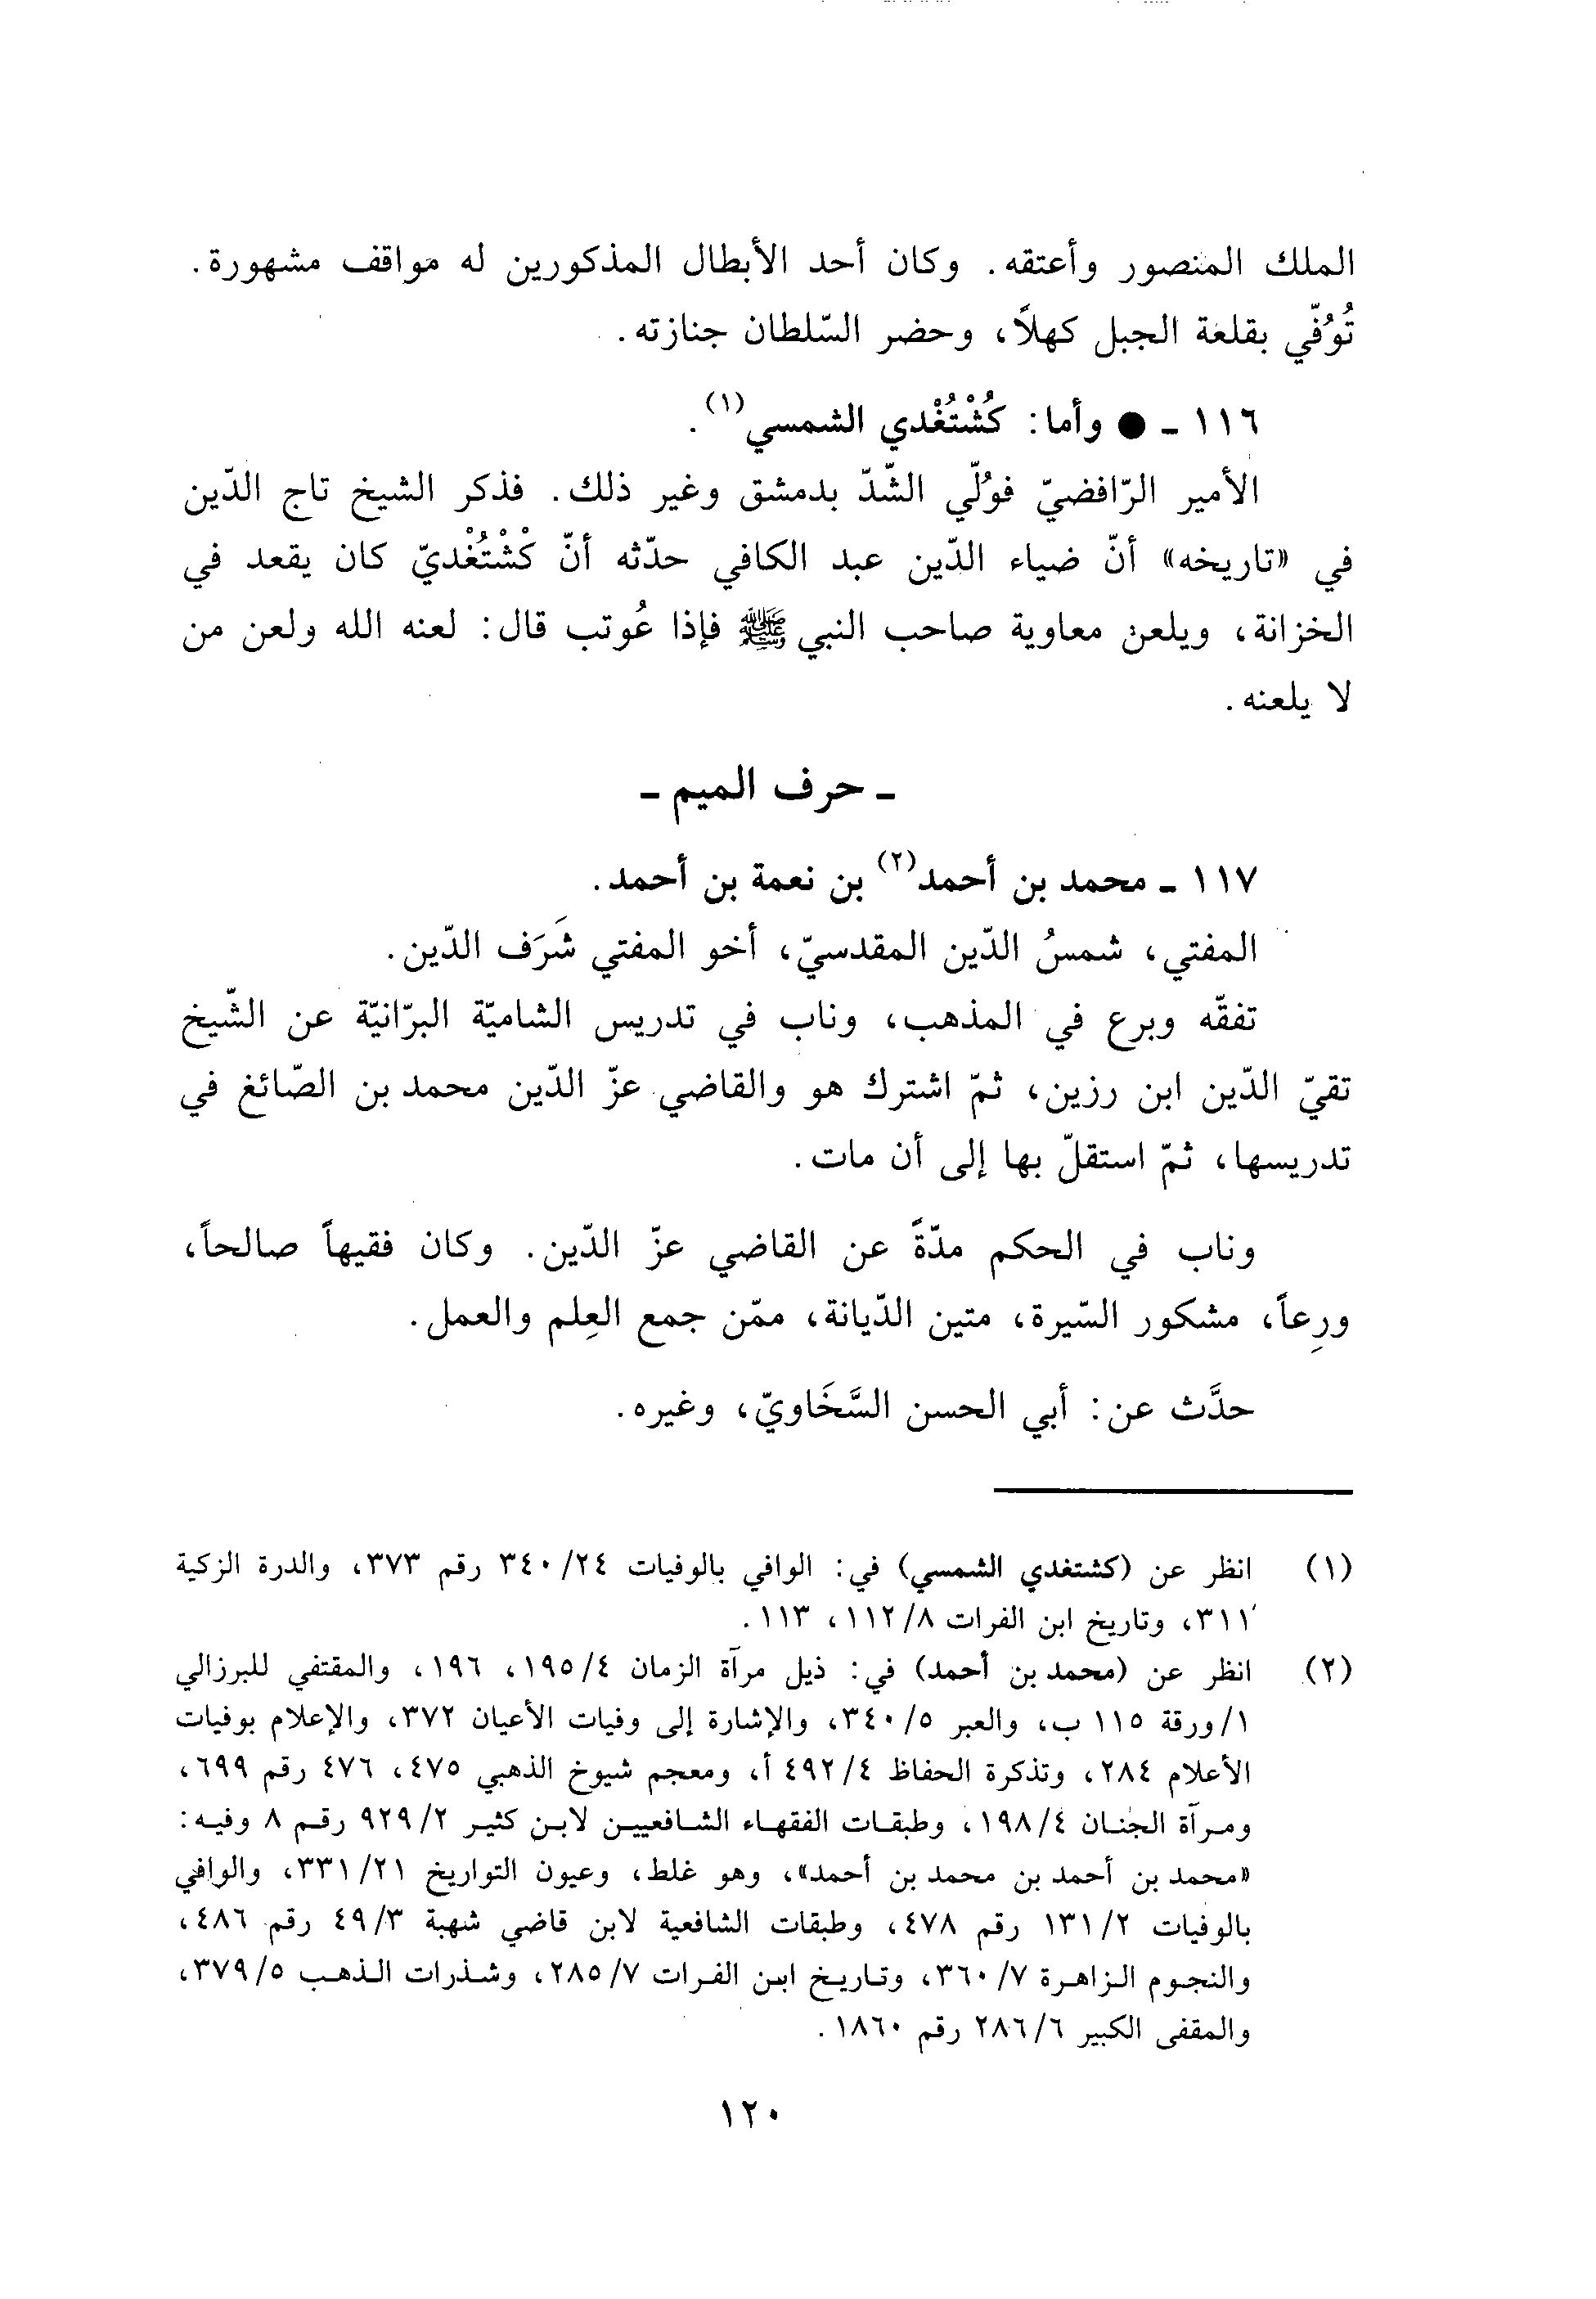 الملك المنصور وأعتقه. وكان أحد الأبطال المذكورين له مواقف مشهورة.
تُوُفّي بقلعة الجبل كهلاً، وحضر السّلطان جنازته.
١١٦ ـ ● وأما: كُشْتُغْدي الشمسي(١).
الأمير الرّافضيّ فوُلّي الشّدّ بدمشق وغير ذلك. فذكر الشيخ تاج الدّين
في «تاريخه» أنّ ضياء الدّين عبد الكافي حدّثه أنّ كْشْتُغْديّ كان يقعد في
الخزانة، ويلعن معاوية صاحب النبي ﷺ فإذا عُوتب قال: لعنه الله ولعن من
لا يلعنه.
ـ حرف الميم ـ
١١٧ ـ محمد بن أحمد(٢) بن نعمة بن أحمد.
المفتي، شمسُ الدّين المقدسيّ، أخو المفتي شَرَف الدّين.
تفقّه وبرع في المذهب، وناب في تدريس الشاميّة البرّانيّة عن الشّيخ
تقيّ الدّين ابن رزين، ثمّ اشترك هو والقاضي عزّ الدّين محمد بن الصّائغ في
تدريسها، ثمّ استقلّ بها إلى أن مات.
وناب في الحكم مدّةً عن القاضي عزّ الدّين. وكان فقيهاً صالحاً،
ورِعاً، مشكور السّيرة، متين الدّيانة، ممّن جمع العِلم والعمل.
حدَّث عن: أبي الحسن السَّخَاويّ، وغيره.
(١) انظر عن (كشتغدي الشمسي) في: الوافي بالوفيات ٢٤/ ٣٤٠ رقم ٣٧٣، والدرة الزكية
٣١١، وتاريخ ابن الفرات ٨/ ١١٢، ١١٣.
(٢) انظر عن (محمد بن أحمد) في: ذيل مرآة الزمان ٤/ ١٩٥، ١٩٦، والمقتفي للبرزالي
١/ ورقة ١١٥ ب، والعبر ٥/ ٣٤٠، والإشارة إلى وفيات الأعيان ٣٧٢، والإعلام بوفيات
الأعلام ٢٨٤، وتذكرة الحفاظ ٤/ ٤٩٢ أ، ومعجم شيوخ الذهبي ٤٧٥، ٤٧٦ رقم ٦٩٩،
ومرآة الجنان ٤/ ١٩٨، وطبقات الفقهاء الشافعيين لابن كثير ٢/ ٩٢٩ رقم ٨ وفيه:
«محمد بن أحمد بن محمد بن أحمد»، وهو غلط، وعيون التواريخ ٢١/ ٣٣١، والوافي
بالوفيات ٢/ ١٣١ رقم ٤٧٨، وطبقات الشافعية لابن قاضي شهبة ٣/ ٤٩ رقم ٤٨٦،
والنجوم الزاهرة ٧/ ٣٦٠، وتاريخ ابن الفرات ٧/ ٢٨٥، وشذرات الذهب ٥/ ٣٧٩،
والمقفى الكبير ٦/ ٢٨٦ رقم ١٨٦٠.
١٢٠